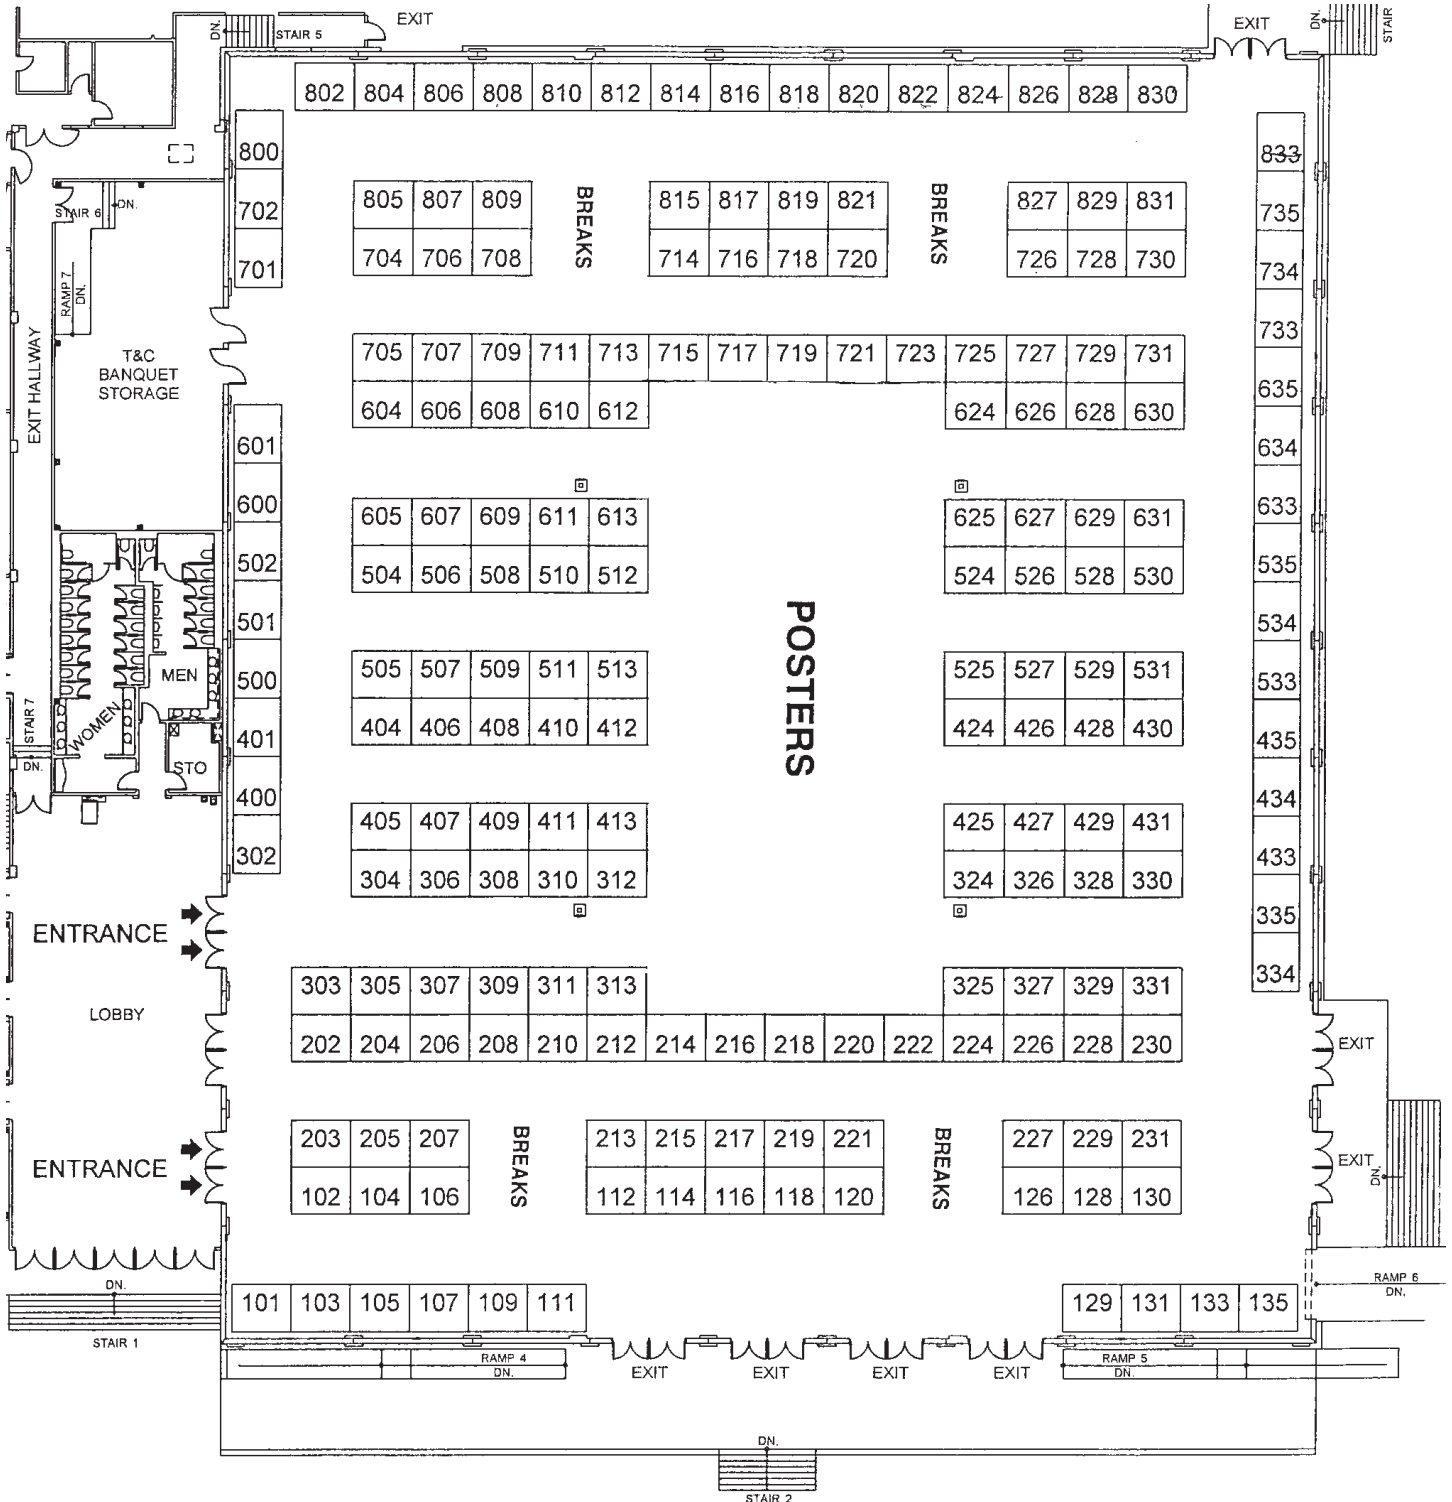 EXIT
EXIT
DN.
STAIR 5
DN.
STAIR
802 804 806 808 810 812 814 816 818 820 822 824 826 828 830
800
833
STAIR 6
DN.
702
805 807 809
BREAKS
815 817 819 821
BREAKS
827 829 831
735
701
704 706 708
714 716 718 720
726 728 730
734
RAMP 7
DN.
EXIT HALLWAY
T&C
BANQUET
STORAGE
733
705 707 709 711 713 715 717 719 721 723 725 727 729 731
635
604 606 608 610 612
624 626 628 630
601
634
600
633
605 607 609 611 613
625 627 629 631
502
535
504 506 508 510 512
524 526 528 530
501
534
POSTERS
MEN
500
533
505 507 509 511 513
525 527 529 531
STAIR 7
WOMEN
401
435
404 406 408 410 412
424 426 428 430
DN.
STO
400
434
405 407 409 411 413
425 427 429 431
302
433
304 306 308 310 312
324 326 328 330
335
ENTRANCE
334
303 305 307 309 311 313
325 327 329 331
LOBBY
202 204 206 208 210 212 214 216 218 220 222 224 226 228 230
EXIT
203 205 207
BREAKS
213 215 217 219 221
BREAKS
227 229 231
EXIT
DN.
ENTRANCE
102 104 106
112 114 116 118 120
126 128 130
DN.
RAMP 6
DN.
101 103 105 107 109 111
129 131 133 135
STAIR 1
RAMP 4
DN.
EXIT
EXIT
EXIT
EXIT
RAMP 5
DN.
DN.
STAIR 2